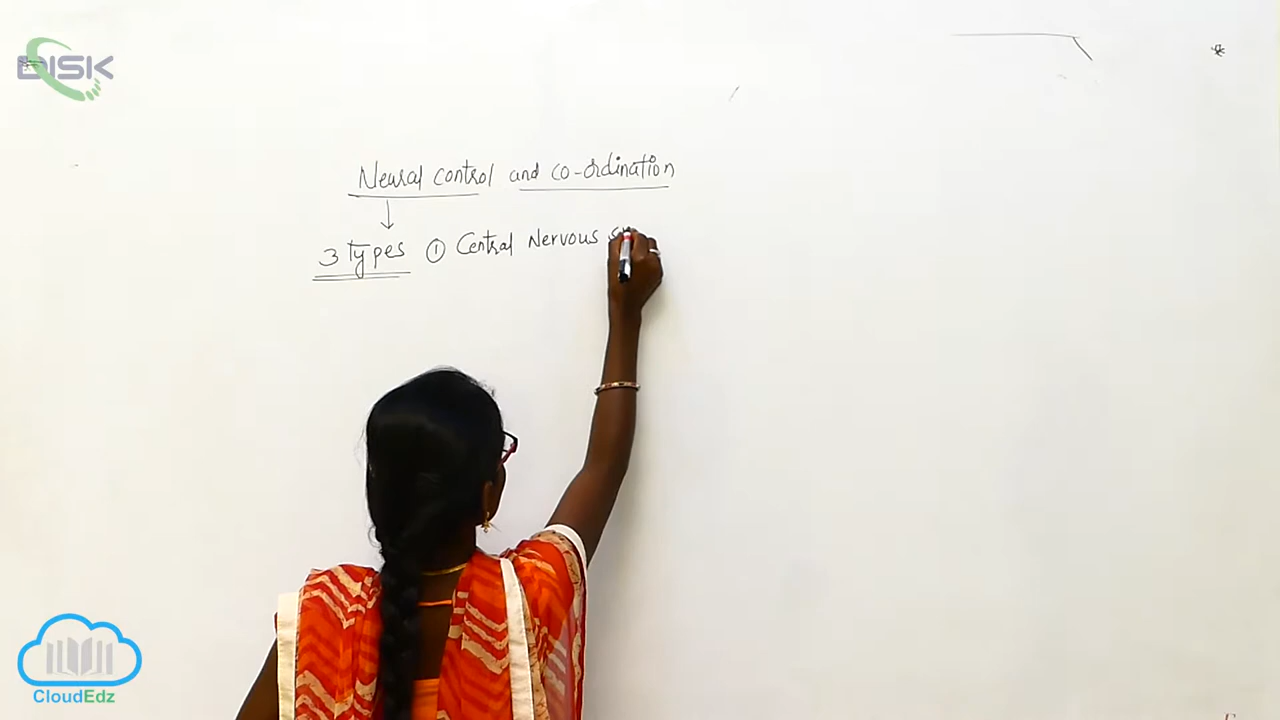 DISK
Neural control and co-ordination
3 Types ① Central Nervous
CloudEdz